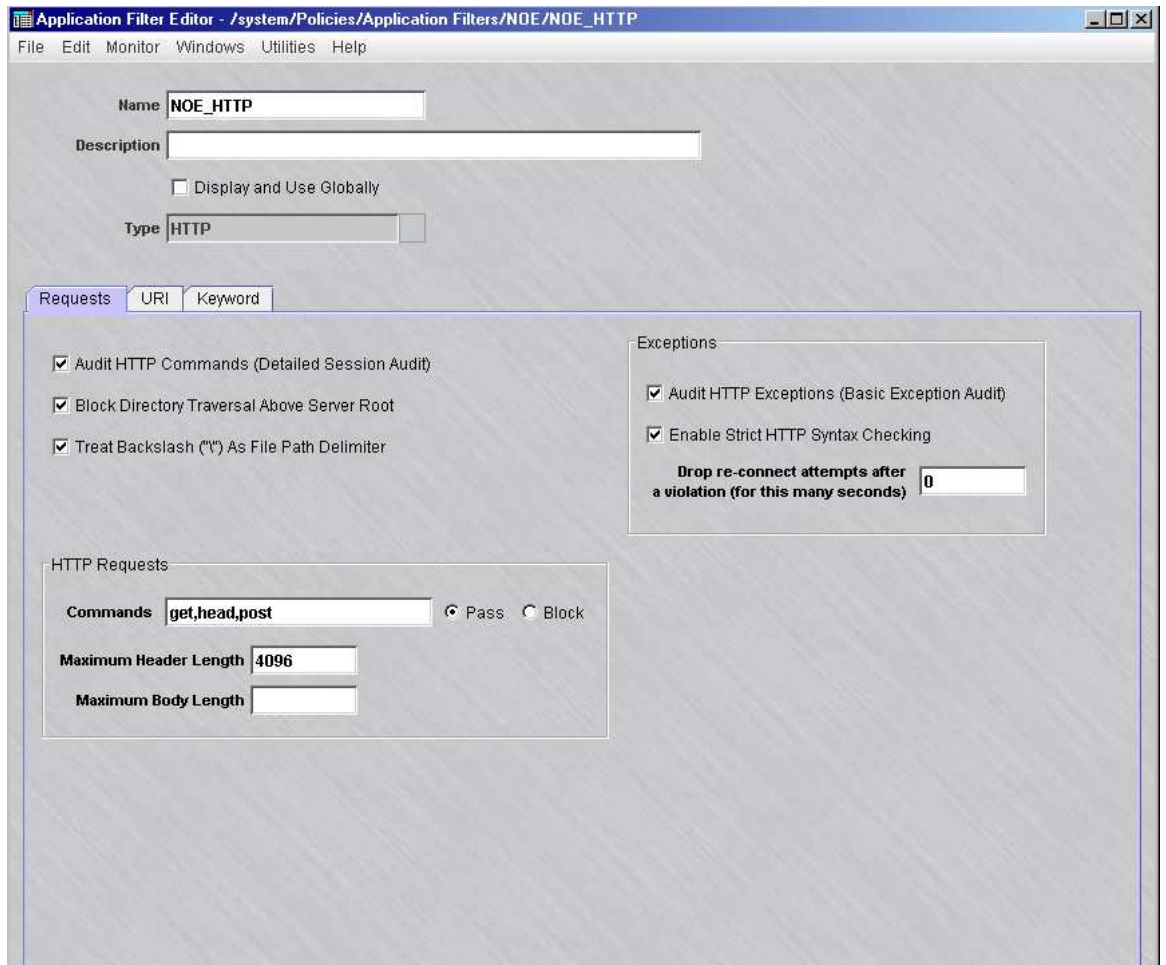 Application Filter Editor - /system/Policies/Application Filters/NOE/NOE_HTTP
File Edit Monitor Windows Utilities Help
Name NOE_HTTP
Description
Display and Use Globally
Type HTTP
Requests URI Keyword
Audit HTTP Commands (Detailed Session Audit)
Block Directory Traversal Above Server Root
Treat Backslash ("\") As File Path Delimiter
Exceptions
Audit HTTP Exceptions (Basic Exception Audit)
Enable Strict HTTP Syntax Checking
Drop re-connect attempts after
a violation (for this many seconds) 0
HTTP Requests
Commands get,head,post Pass Block
Maximum Header Length 4096
Maximum Body Length